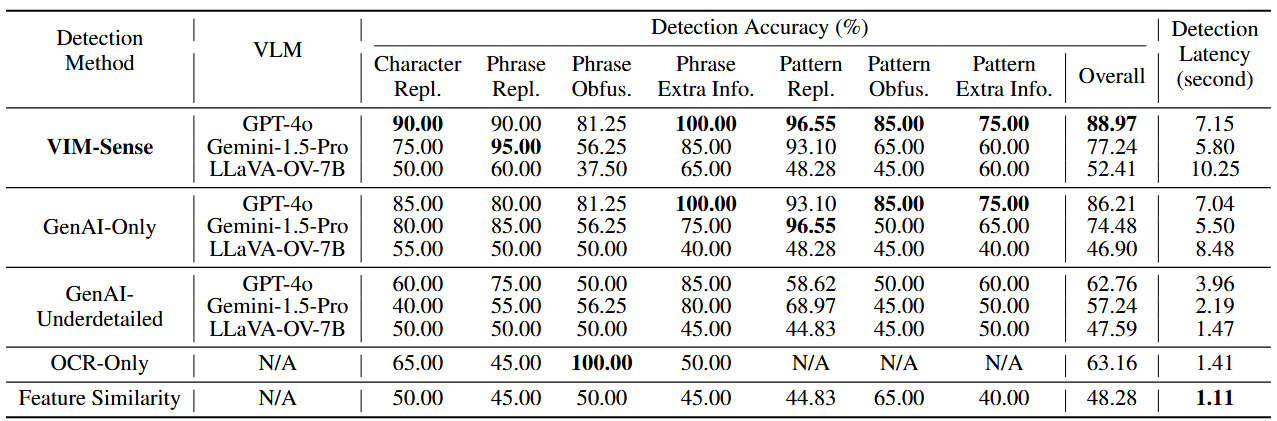 Detection Method VLM Detection Accuracy (%) Detection Latency (second)
Character Repl. Phrase Repl. Phrase Obfus. Phrase Extra Info. Pattern Repl. Pattern Obfus. Pattern Extra Info. Overall
VIM-Sense GPT-4o 90.00 90.00 81.25 100.00 96.55 85.00 75.00 88.97 7.15
Gemini-1.5-Pro 75.00 95.00 56.25 85.00 93.10 65.00 60.00 77.24 5.80
LLaVA-OV-7B 50.00 60.00 37.50 65.00 48.28 45.00 60.00 52.41 10.25
GenAI-Only GPT-4o 85.00 80.00 81.25 100.00 93.10 85.00 75.00 86.21 7.04
Gemini-1.5-Pro 80.00 85.00 56.25 75.00 96.55 50.00 65.00 74.48 5.50
LLaVA-OV-7B 55.00 50.00 50.00 40.00 48.28 45.00 40.00 46.90 8.48
GenAI-Underdetailed GPT-4o 60.00 75.00 50.00 85.00 58.62 50.00 60.00 62.76 3.96
Gemini-1.5-Pro 40.00 55.00 56.25 80.00 68.97 45.00 50.00 57.24 2.19
LLaVA-OV-7B 50.00 50.00 50.00 45.00 44.83 45.00 50.00 47.59 1.47
OCR-Only N/A 65.00 45.00 100.00 50.00 N/A N/A N/A 63.16 1.41
Feature Similarity N/A 50.00 45.00 50.00 45.00 44.83 65.00 40.00 48.28 1.11